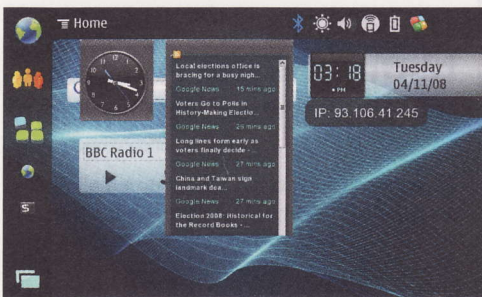 Home
Local elections office is
bracing for a busy nigh...
Google News 15 mins ago
Voters Go to Polls in
History-Making Electio...
Google News 26 mins ago
Long lines form early as
voters finally decide -...
Google News 27 mins ago
China and Taiwan sign
landmark dea...
Google News 27 mins ago
Election 2008: Historical for
the Record Books -...
BBC Radio 1
03:18
PM
Tuesday
04/11/08
IP: 93.106.41.245